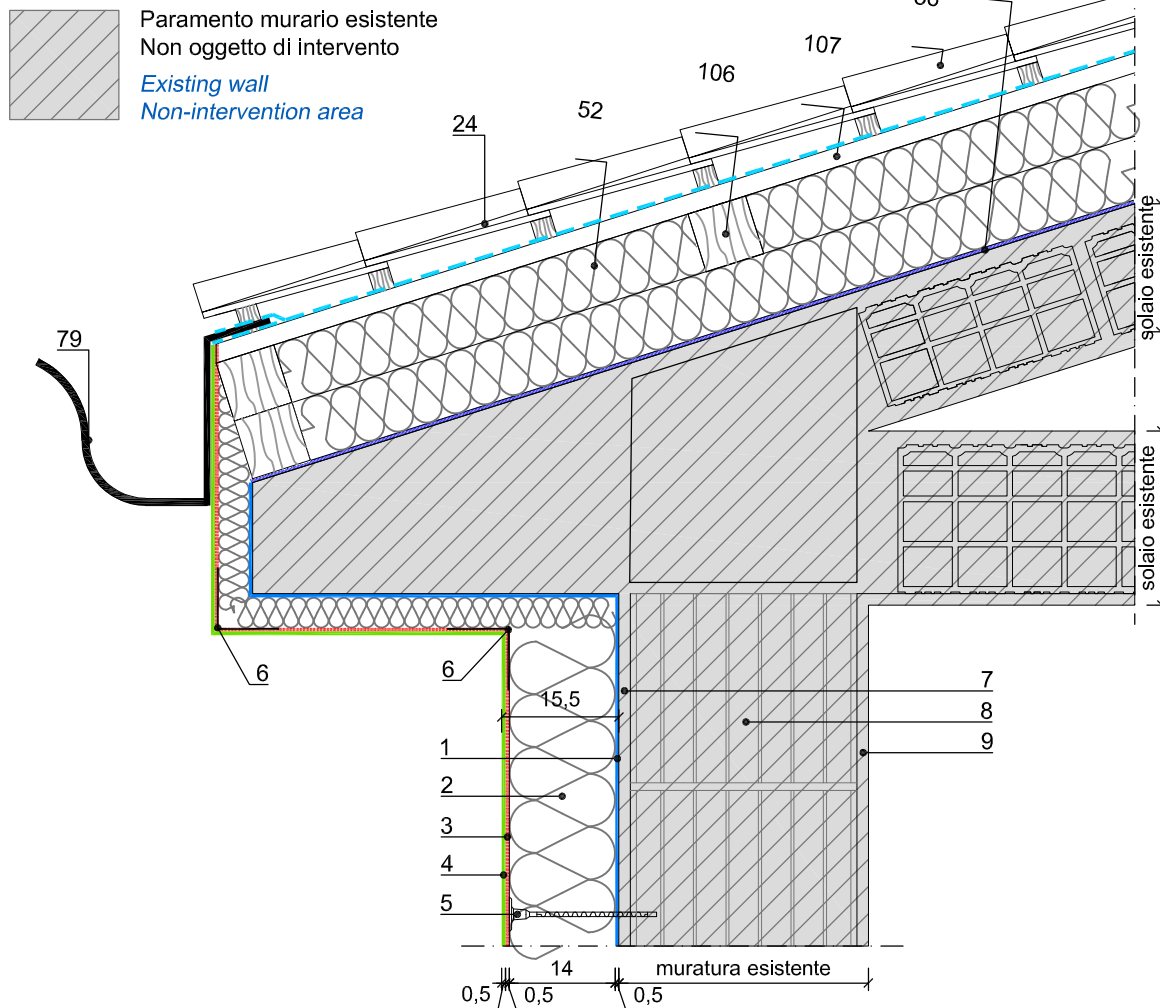 Paramento murario esistente
Non oggetto di intervento
Existing wall
Non-intervention area
107
106
52
24
79
solaio esistente
solaio esistente
6
6
7
15,5
8
9
1
2
3
4
5
14
muratura esistente
0,5
0,5
0,5